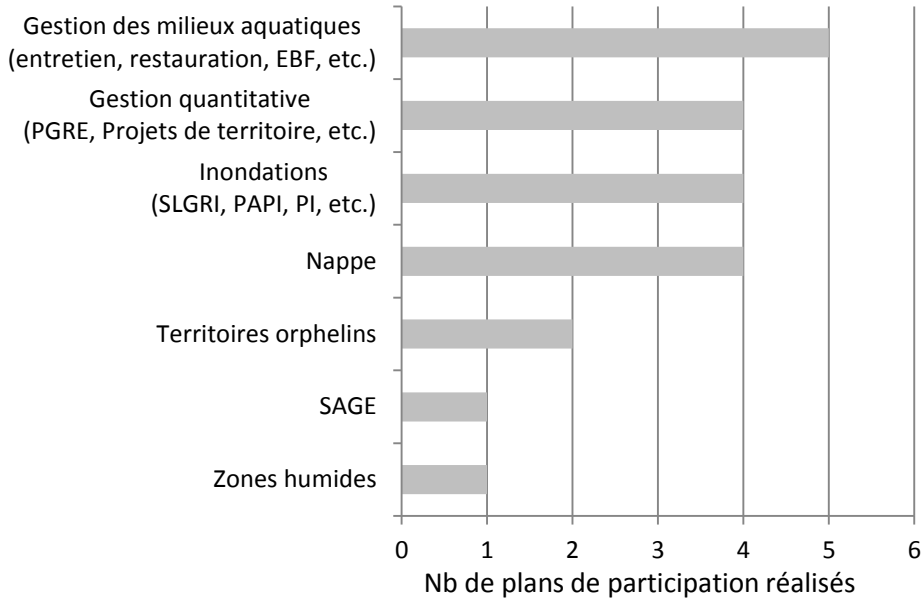 Gestion des milieux aquatiques
(entretien, restauration, EBF, etc.)
Gestion quantitative
(PGRE, Projets de territoire, etc.)
Inondations
(SLGRI, PAPI, PI, etc.)
Nappe
Territoires orphelins
SAGE
Zones humides
0 1 2 3 4 5 6
Nb de plans de participation réalisés